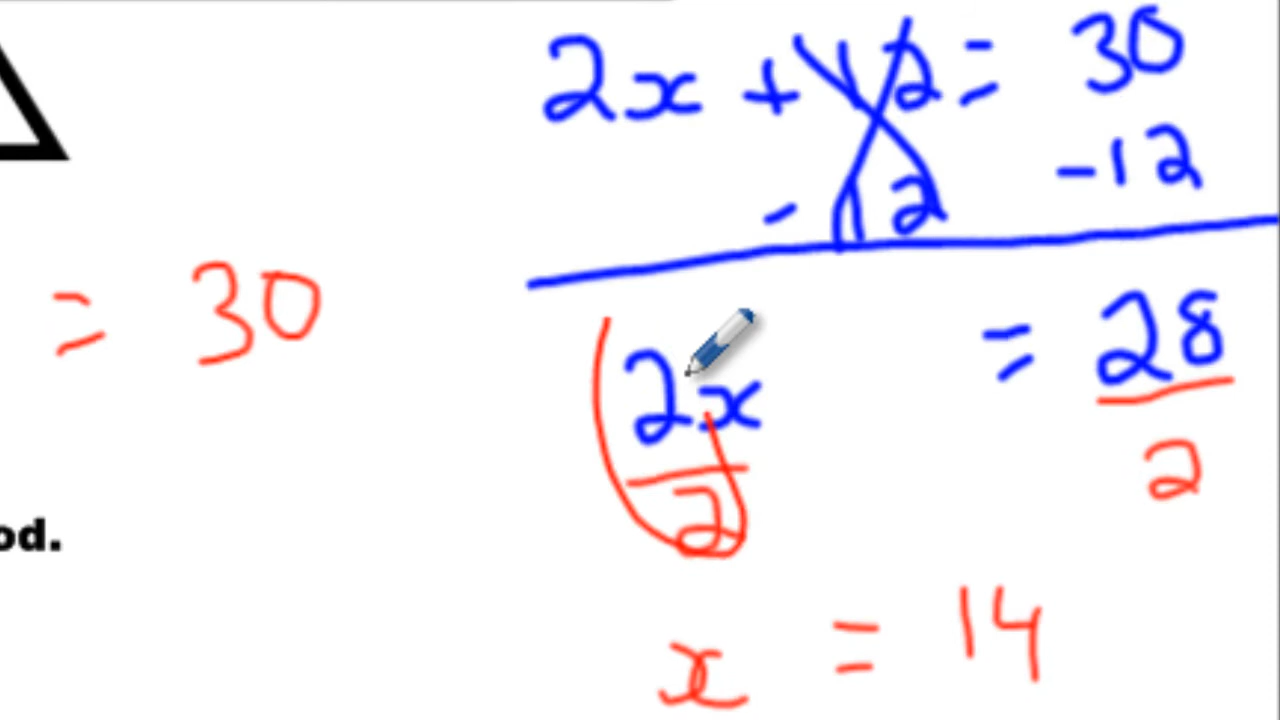 2x + 12 = 30
- 12 -12
= 30
2x = 28
2 2
od.
x = 14